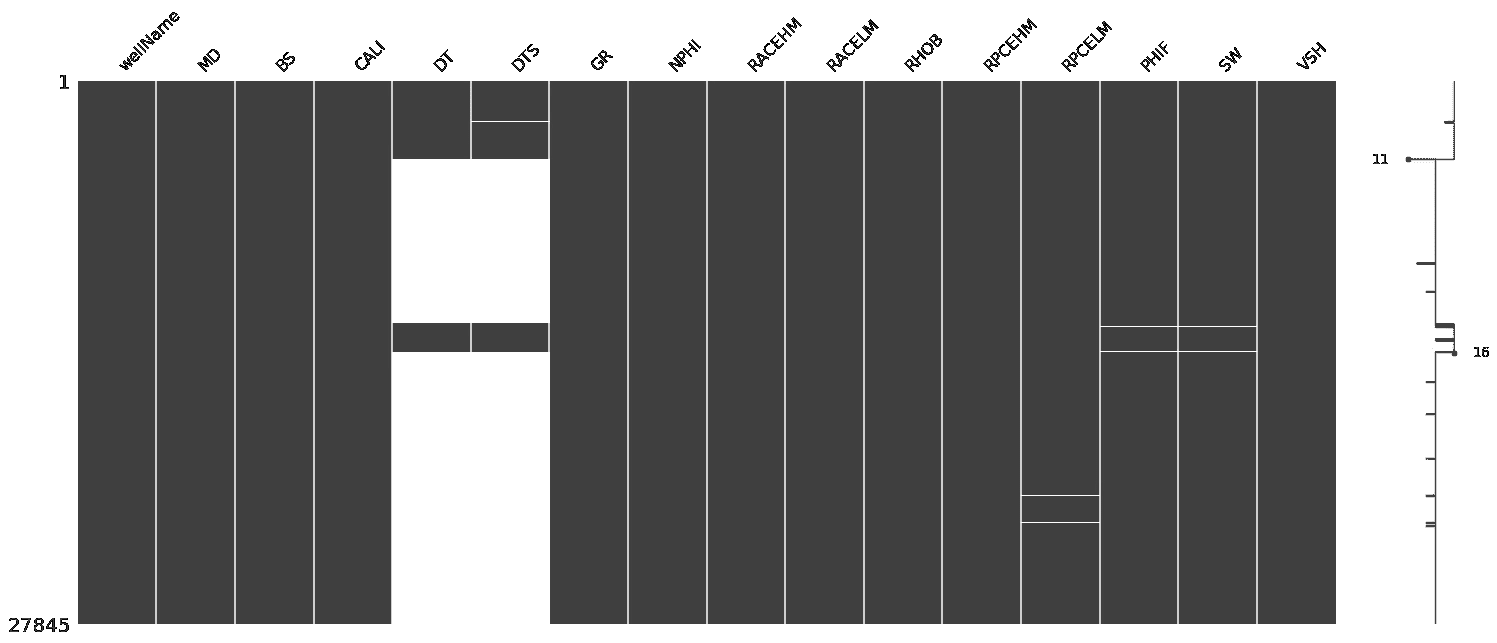 wellName MD BS CALI DT DTS GR NPHI RACEHM RACELM RHOB RPCEHM RPCELM PHIF SW VSH
1
11
16
27845